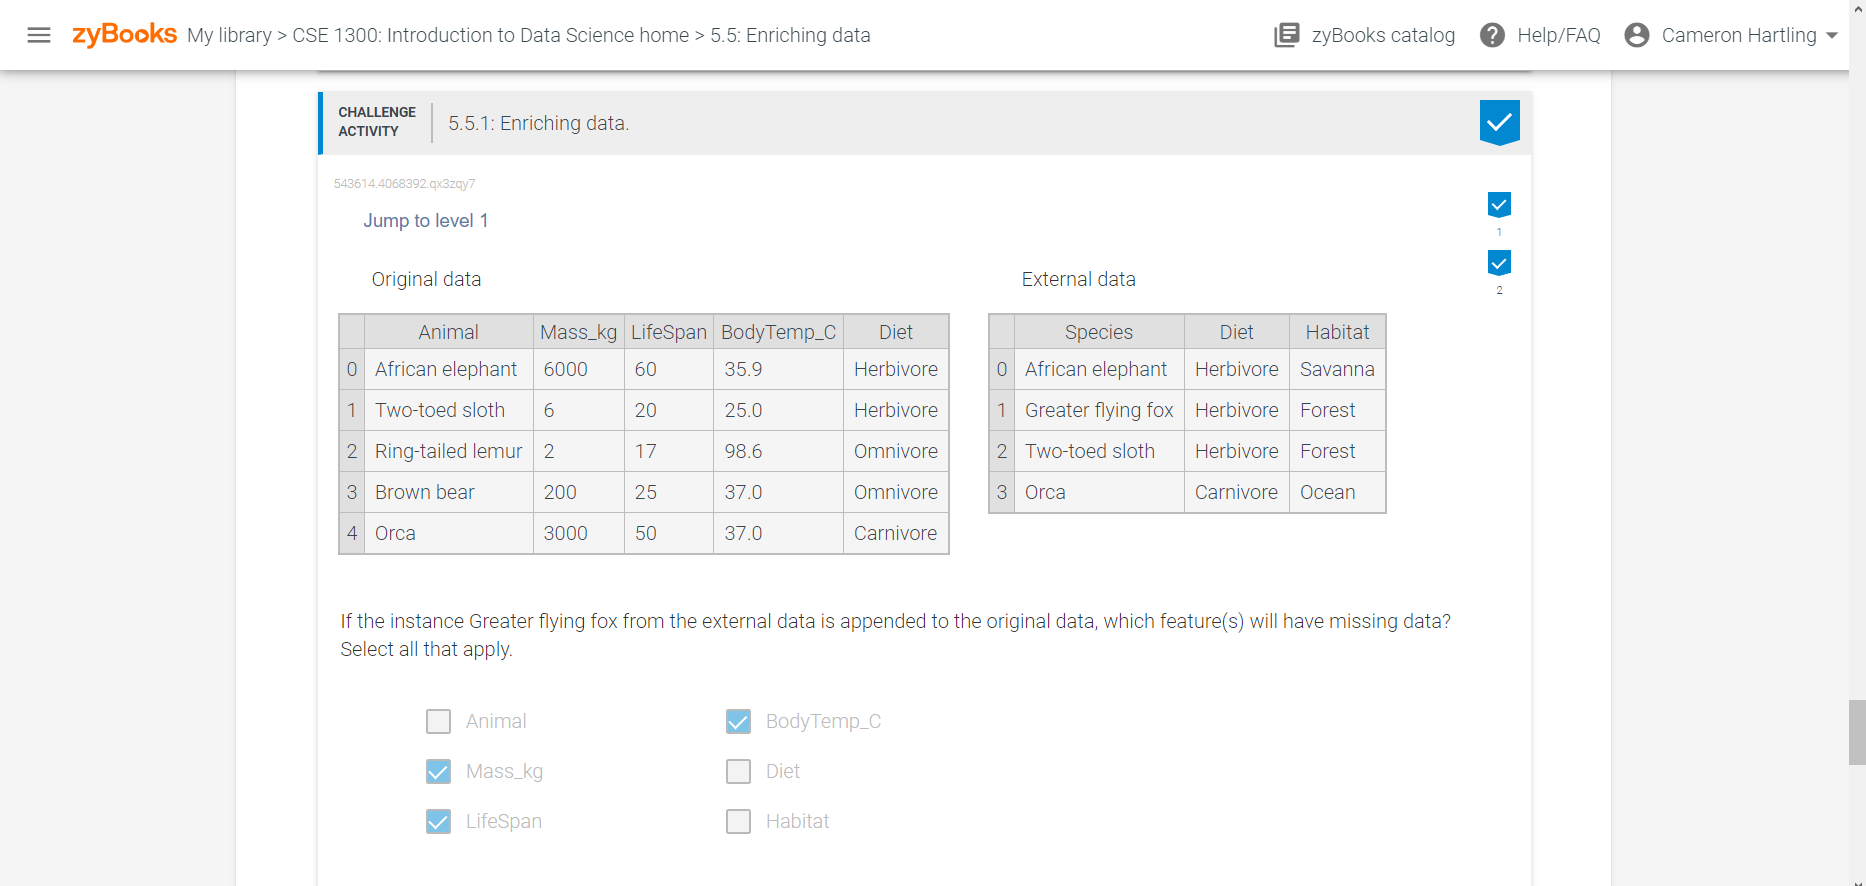 zyBooks My library > CSE 1300: Introduction to Data Science home > 5.5: Enriching data zyBooks catalog ? Help/FAQ Cameron Hartling
CHALLENGE ACTIVITY 5.5.1: Enriching data.
543614.4068392.qx3zqy7
Jump to level 1
1
2
Original data
Animal Mass_kg LifeSpan BodyTemp_C Diet
0 African elephant 6000 60 35.9 Herbivore
1 Two-toed sloth 6 20 25.0 Herbivore
2 Ring-tailed lemur 2 17 98.6 Omnivore
3 Brown bear 200 25 37.0 Omnivore
4 Orca 3000 50 37.0 Carnivore
External data
Species Diet Habitat
0 African elephant Herbivore Savanna
1 Greater flying fox Herbivore Forest
2 Two-toed sloth Herbivore Forest
3 Orca Carnivore Ocean
If the instance Greater flying fox from the external data is appended to the original data, which feature(s) will have missing data?
Select all that apply.
Animal BodyTemp_C
Mass_kg Diet
LifeSpan Habitat